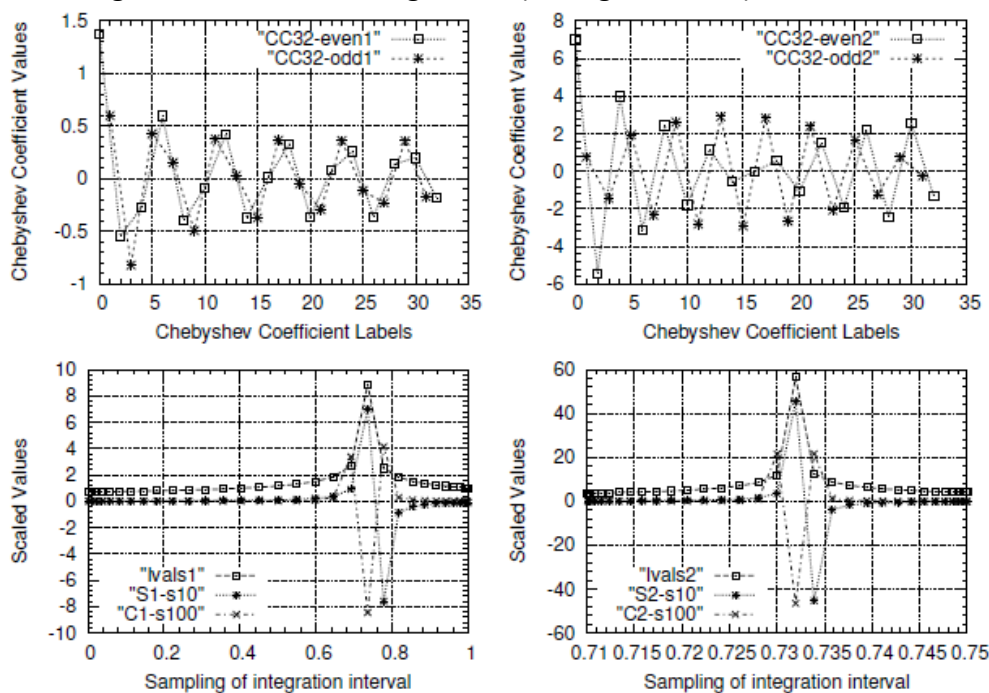 1.5
1
0.5
0
-0.5
-1
"CC32-even1"
"CC32-odd1"
Chebyshev Coefficient Values
0 5 10 15 20 25 30 35
Chebyshev Coefficient Labels
8
6
4
2
0
-2
-4
-6
"CC32-even2"
"CC32-odd2"
Chebyshev Coefficient Values
0 5 10 15 20 25 30 35
Chebyshev Coefficient Labels
10
8
6
4
2
0
-2
-4
-6
-8
-10
"Ivals1"
"S1-s10"
"C1-s100"
Scaled Values
0 0.2 0.4 0.6 0.8 1
Sampling of integration interval
60
40
20
0
-20
-40
-60
"Ivals2"
"S2-s10"
"C2-s100"
Scaled Values
0.71 0.715 0.72 0.725 0.73 0.735 0.74 0.745 0.75
Sampling of integration interval